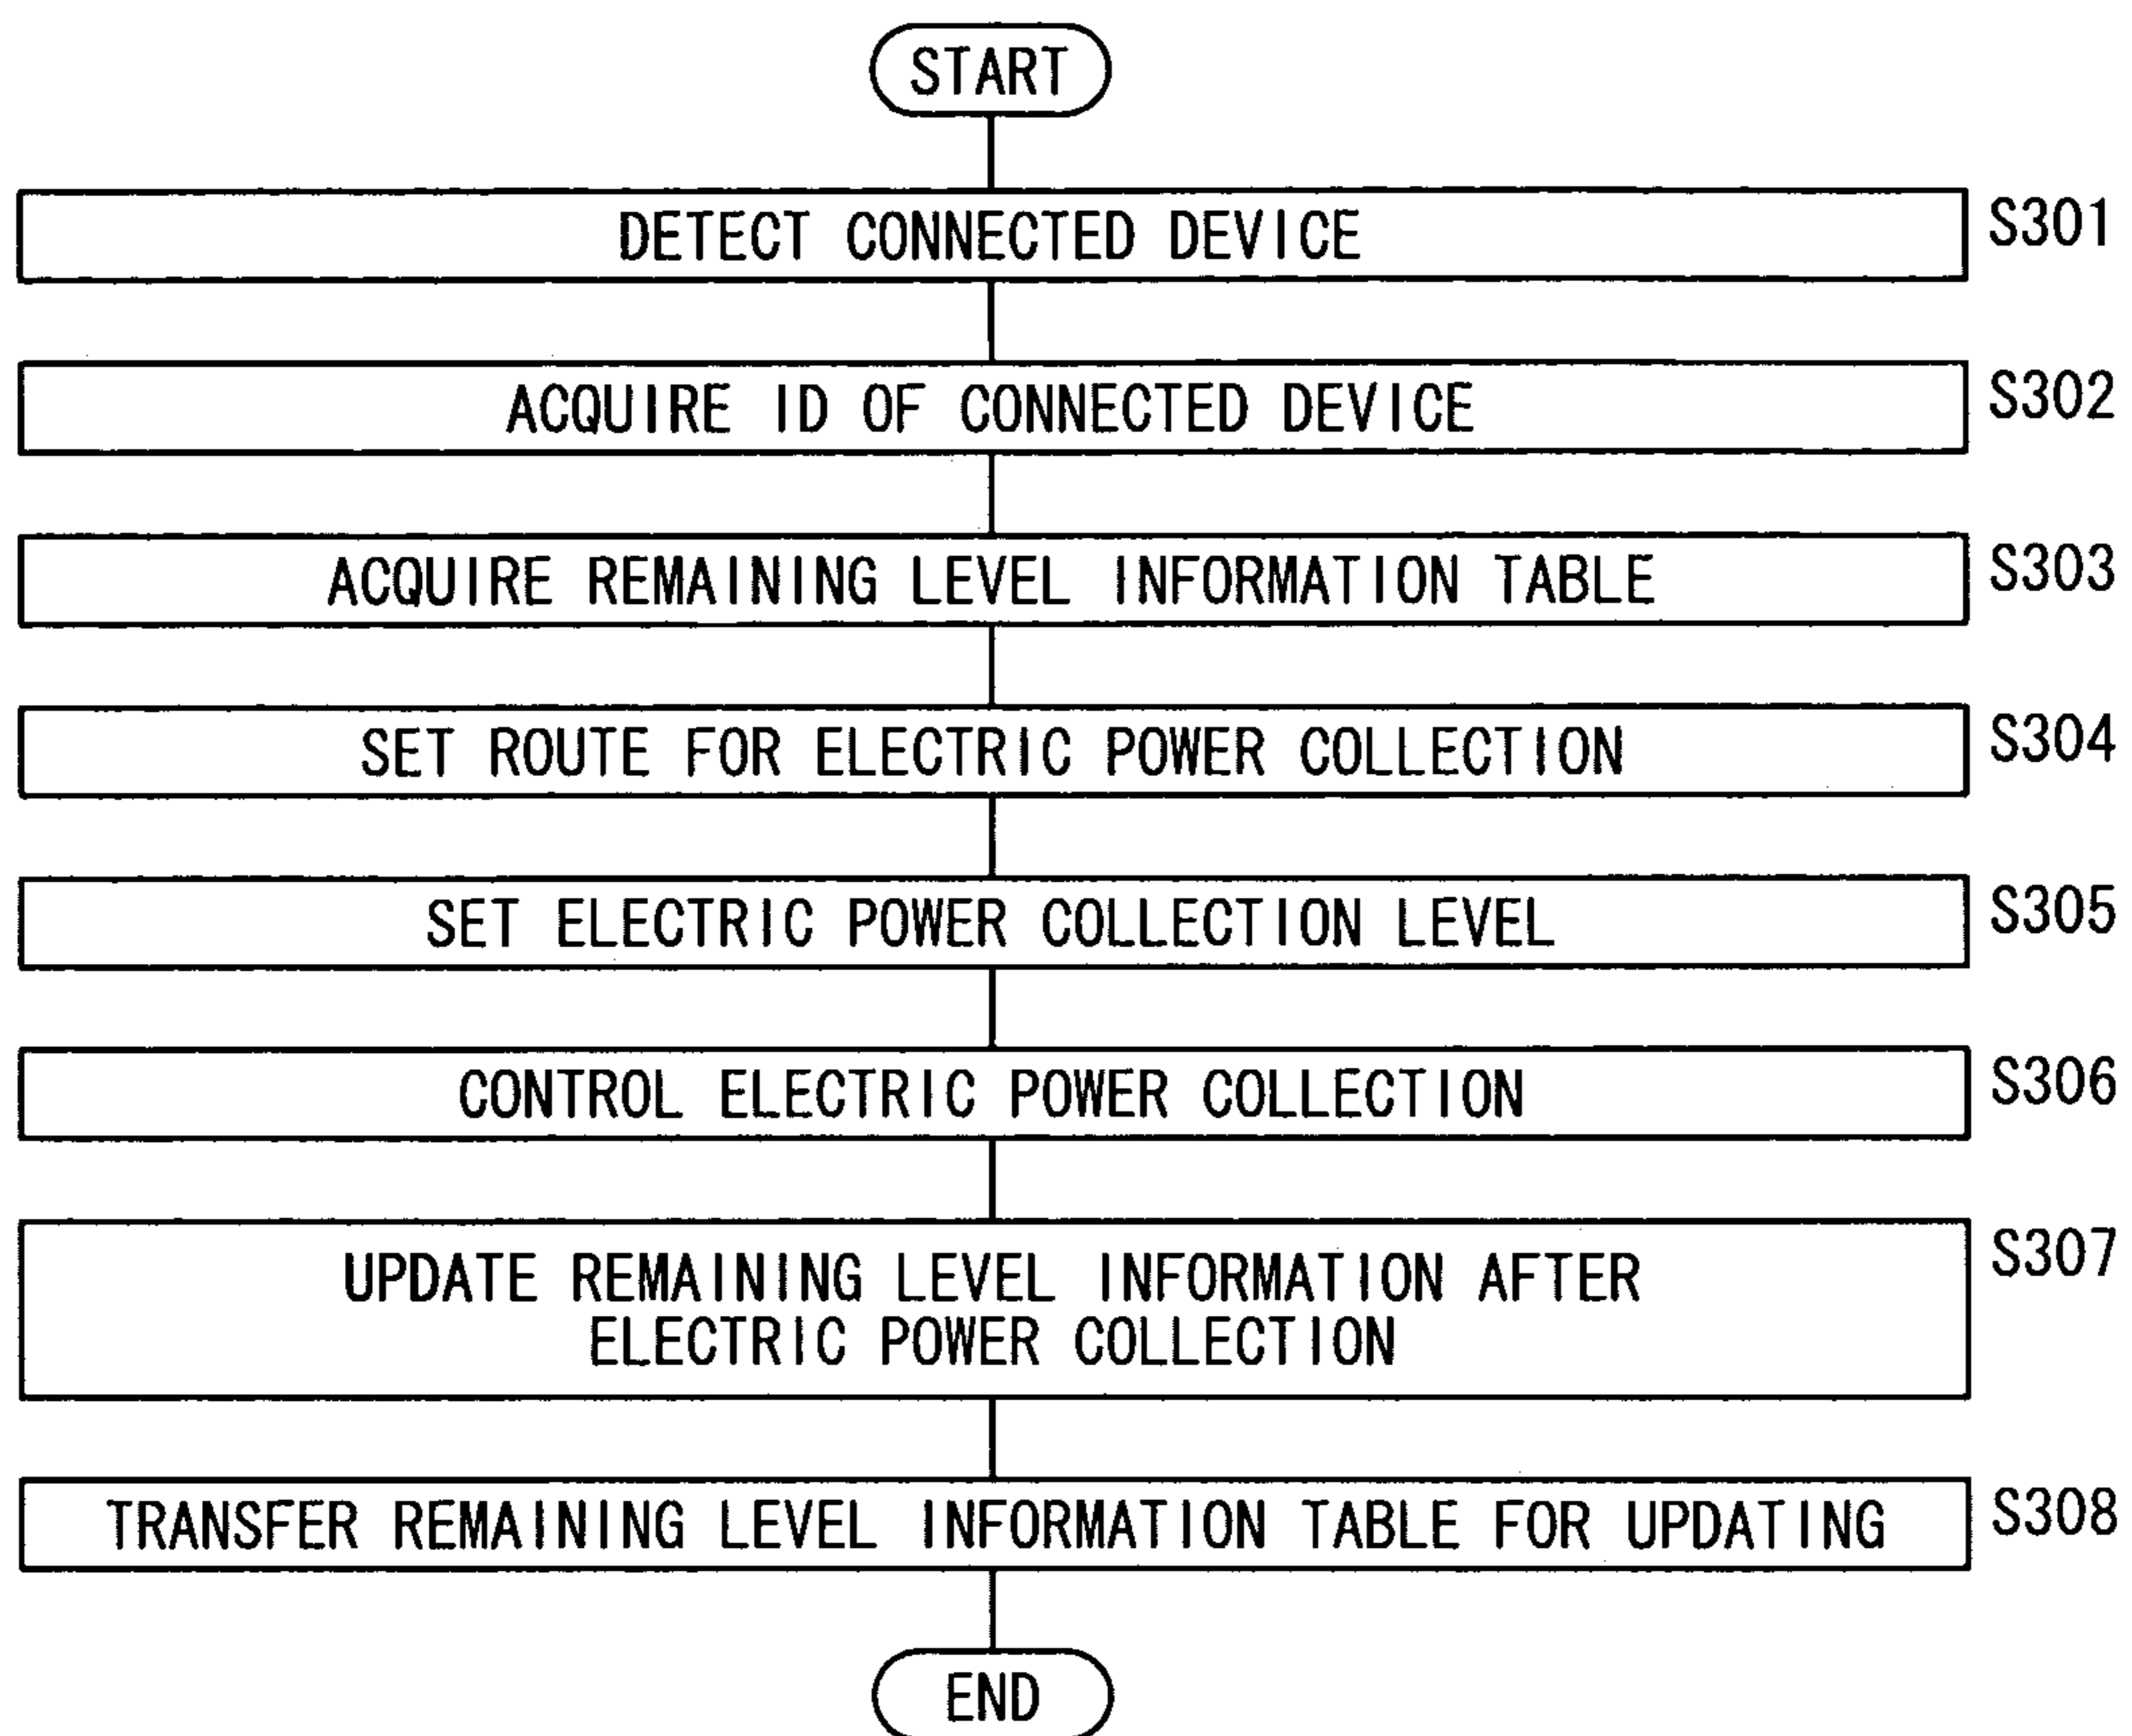 START
DETECT CONNECTED DEVICE S301
ACQUIRE ID OF CONNECTED DEVICE S302
ACQUIRE REMAINING LEVEL INFORMATION TABLE S303
SET ROUTE FOR ELECTRIC POWER COLLECTION S304
SET ELECTRIC POWER COLLECTION LEVEL S305
CONTROL ELECTRIC POWER COLLECTION S306
UPDATE REMAINING LEVEL INFORMATION AFTER S307
ELECTRIC POWER COLLECTION
TRANSFER REMAINING LEVEL INFORMATION TABLE FOR UPDATING S308
END